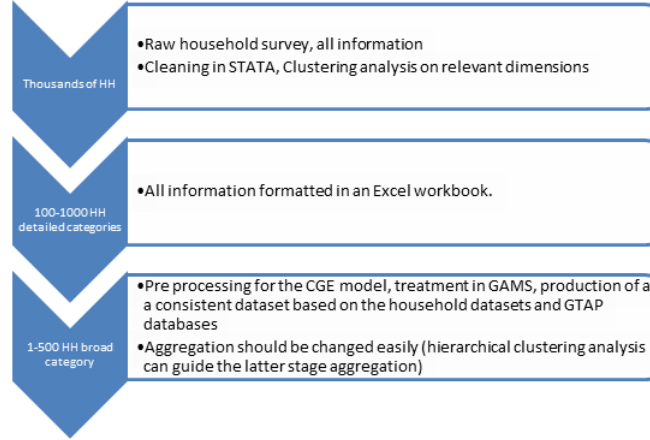 Thousands of HH
•Raw household survey, all information
•Cleaning in STATA, Clustering analysis on relevant dimensions
100-1000 HH
detailed categories
•All information formatted in an Excel workbook.
1-500 HH broad
category
•Pre processing for the CGE model, treatment in GAMS, production of a
a consistent dataset based on the household datasets and GTAP
databases
•Aggregation should be changed easily (hierarchical clustering analysis
can guide the latter stage aggregation)